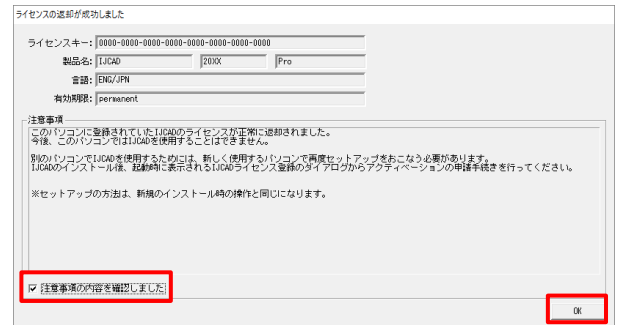 ライセンスの返却が成功しました
ライセンスキー: 0000-0000-0000-0000-0000-0000-0000-0000
製品名: IJCAD 20XX Pro
言語: ENG/JPN
有効期限: permanent
注意事項
このパソコンに登録されていたIJCADのライセンスが正常に返却されました。
今後、このパソコンではIJCADを使用することはできません。
別のパソコンでIJCADを使用するためには、新しく使用するパソコンで再度セットアップをおこなう必要があります。
IJCADのインストール後、起動時に表示されるIJCADライセンス登録のダイアログからアクティベーションの申請手続きを行ってください。
※セットアップの方法は、新規のインストール時の操作と同じになります。
注意事項の内容を確認しました
OK